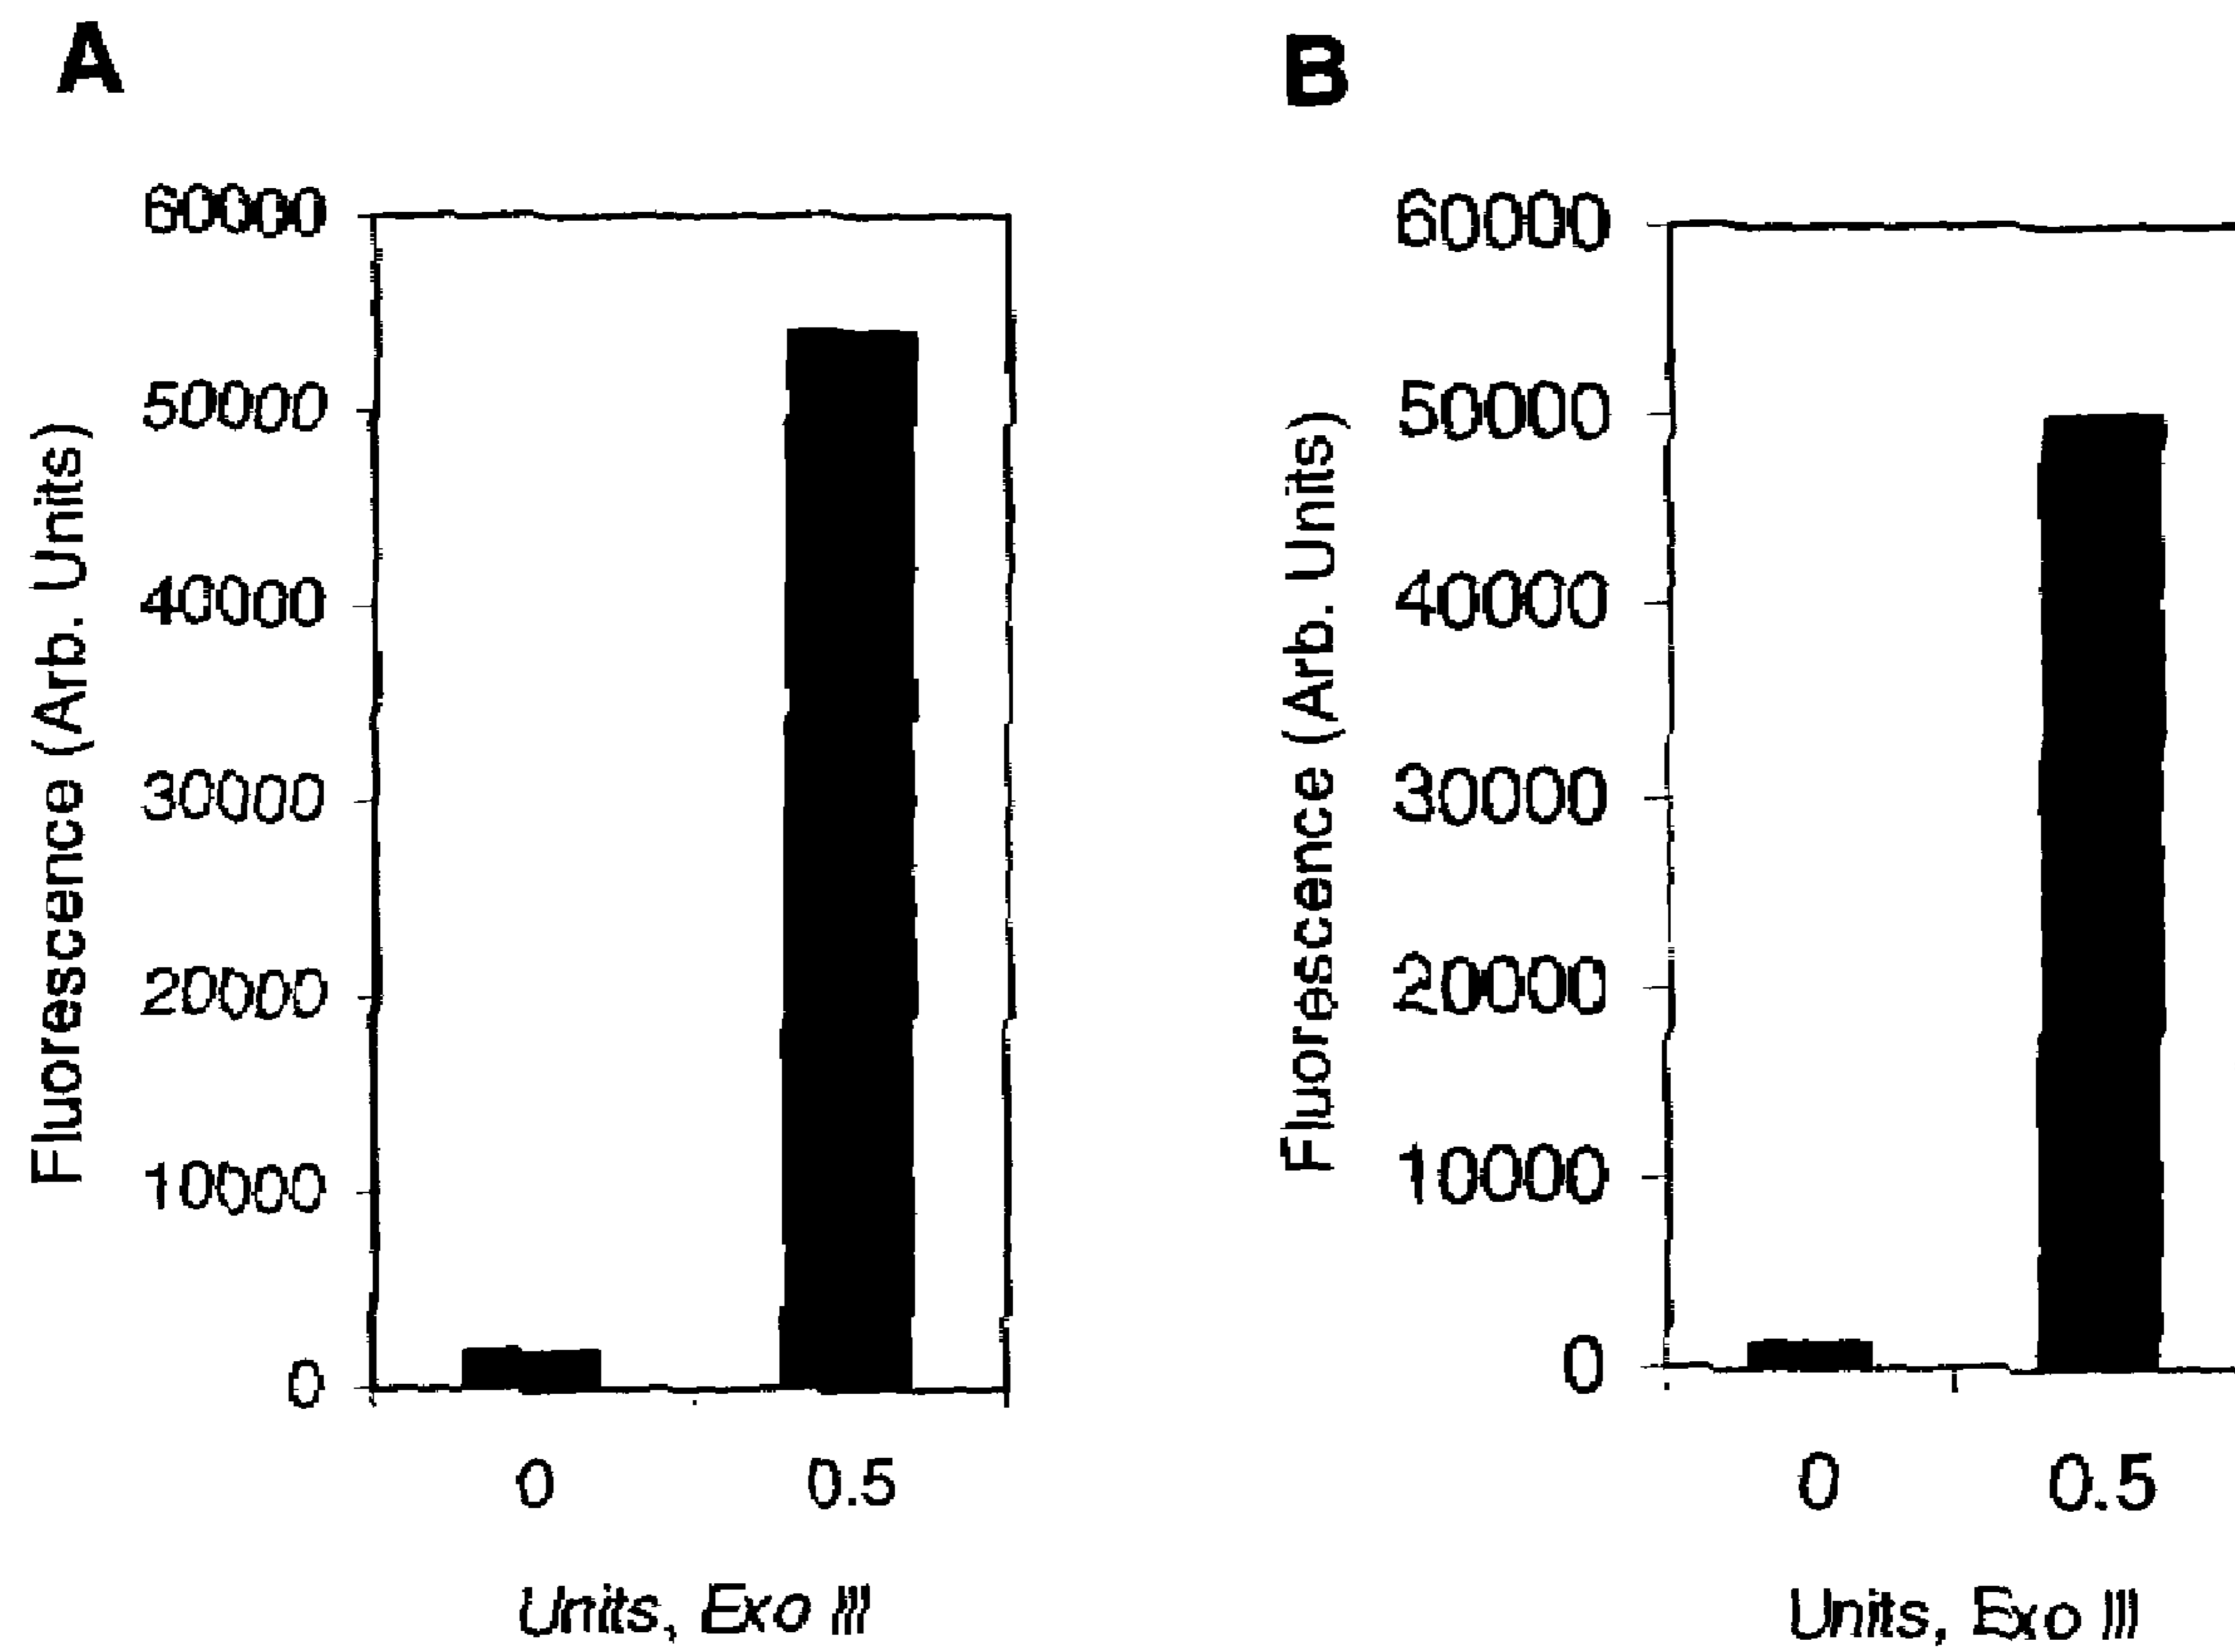 A
60000
50000
40000
30000
20000
10000
0
Fluorescence (Arb. Units)
0 0.5
Units, Exo III
B
60000
50000
40000
30000
20000
10000
0
Fluorescence (Arb. Units)
0 0.5
Units, Exo III